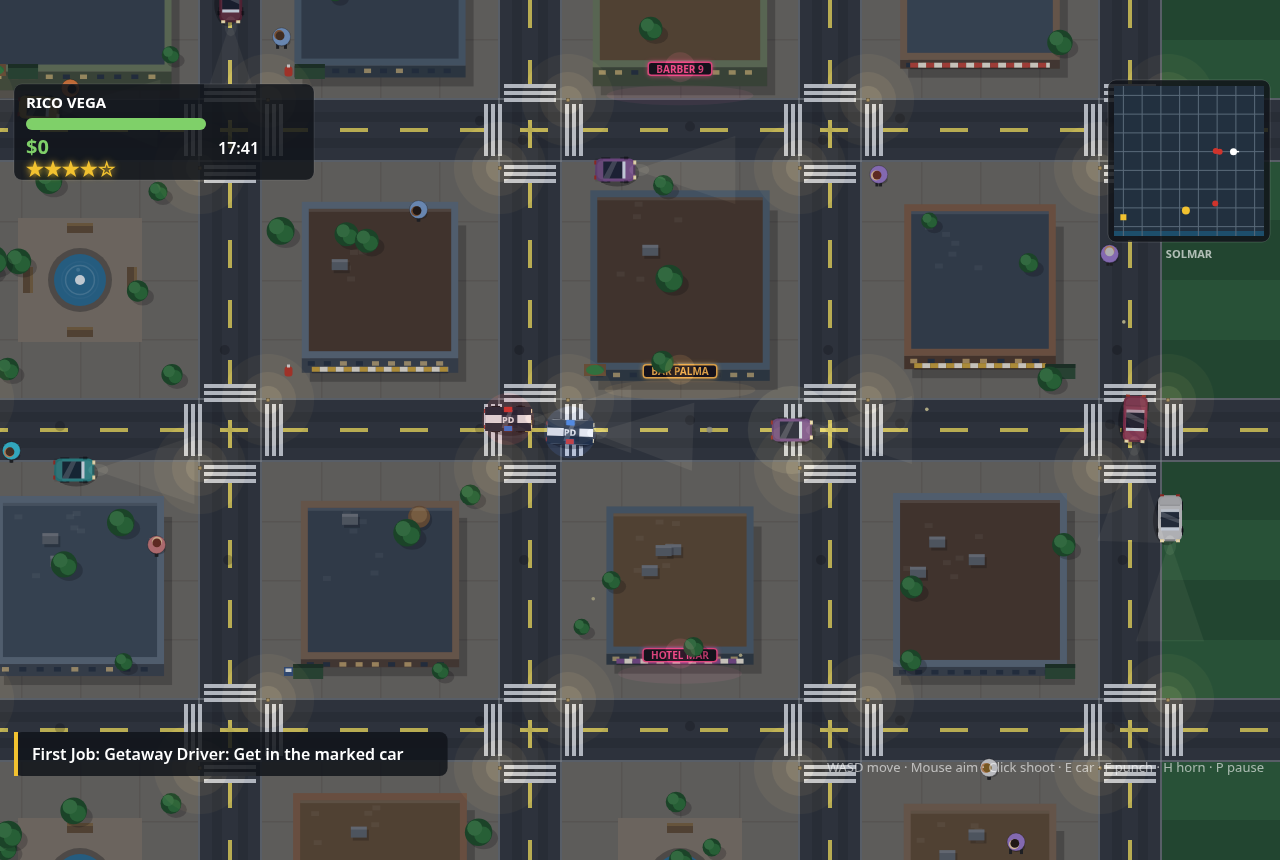 BARBER 9
RICO VEGA
$0 17:41
★★★★☆
SOLMAR
BAR PALMA
PD
PD
HOTEL MAR
First Job: Getaway Driver: Get in the marked car
WASD move · Mouse aim · Click shoot · E car · F punch · H horn · P pause